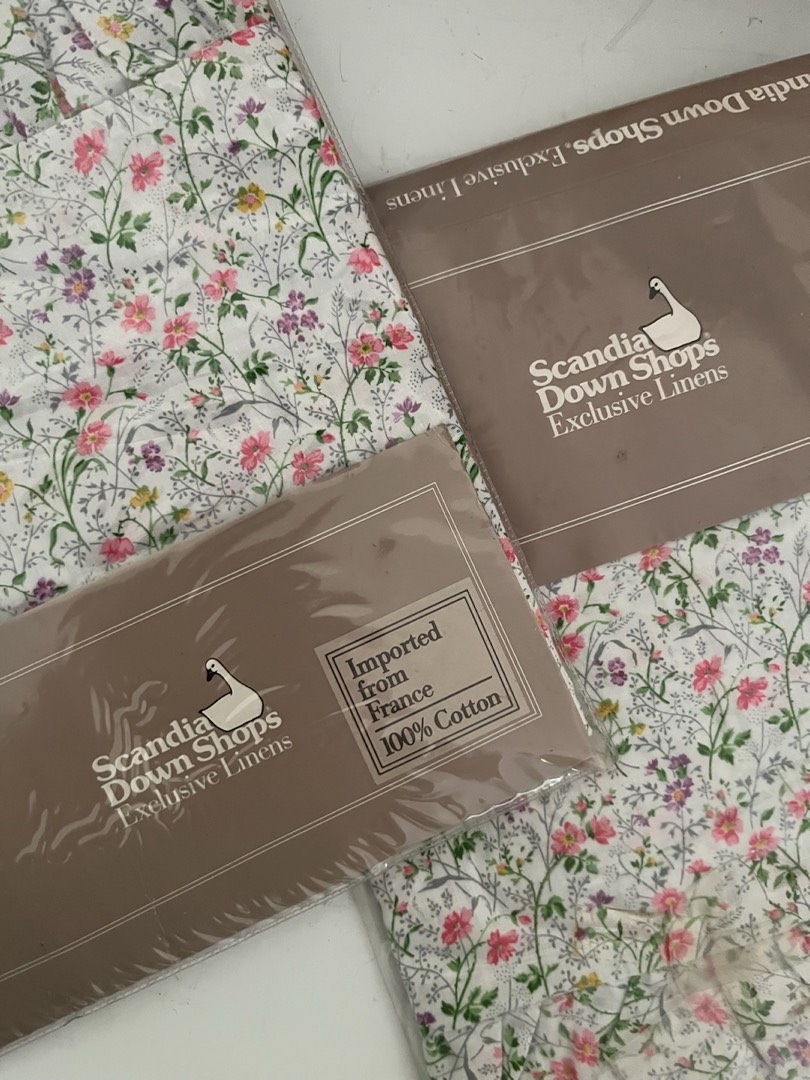 Scandia Down Shops. Exclusive Linens
Scandia
Down Shops
Exclusive Linens
Scandia
Down Shops
Exclusive Linens
Imported
from
France
100% Cotton